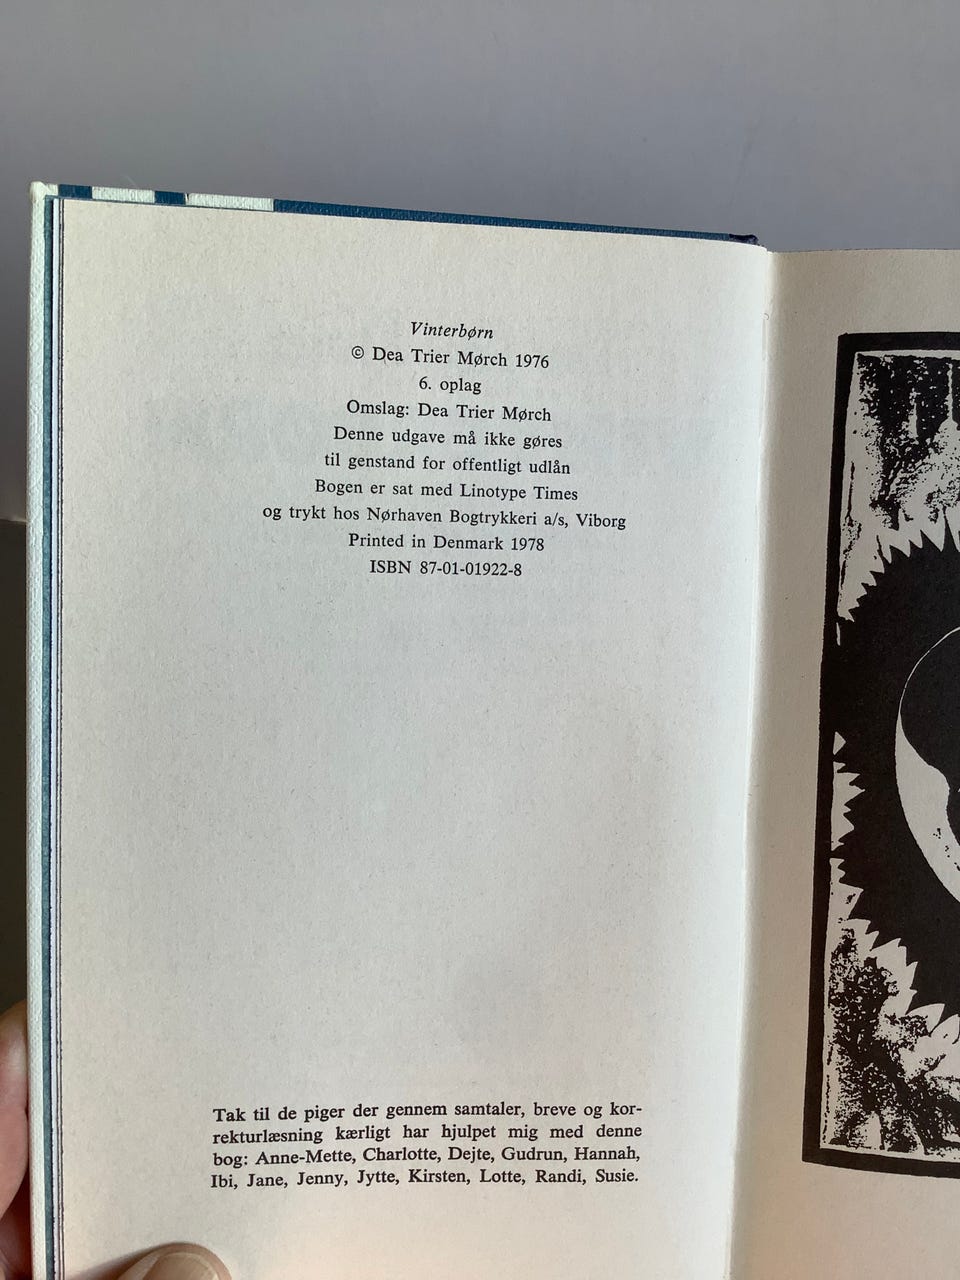 Vinterbørn
© Dea Trier Mørch 1976
6. oplag
Omslag: Dea Trier Mørch
Denne udgave må ikke gøres
til genstand for offentligt udlån
Bogen er sat med Linotype Times
og trykt hos Nørhaven Bogtrykkeri a/s, Viborg
Printed in Denmark 1978
ISBN 87-01-01922-8
Tak til de piger der gennem samtaler, breve og kor-
rekturlæsning kærligt har hjulpet mig med denne
bog: Anne-Mette, Charlotte, Dejte, Gudrun, Hannah,
Ibi, Jane, Jenny, Jytte, Kirsten, Lotte, Randi, Susie.